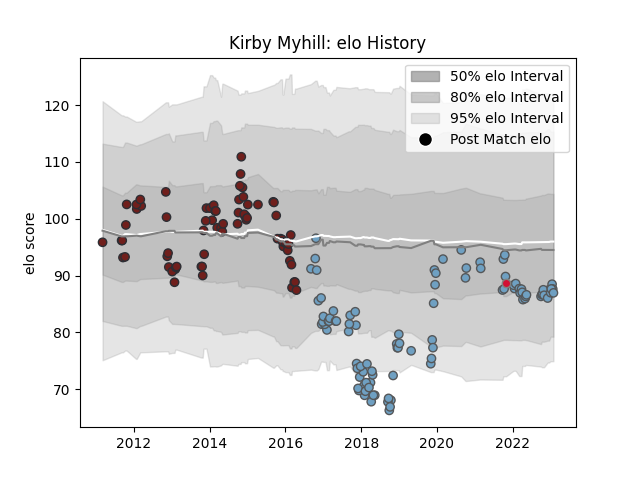 Kirby Myhill: elo History
50% elo Interval
80% elo Interval
95% elo Interval
Post Match elo
elo score
120
110
100
90
80
70
2012
2014
2016
2018
2020
2022